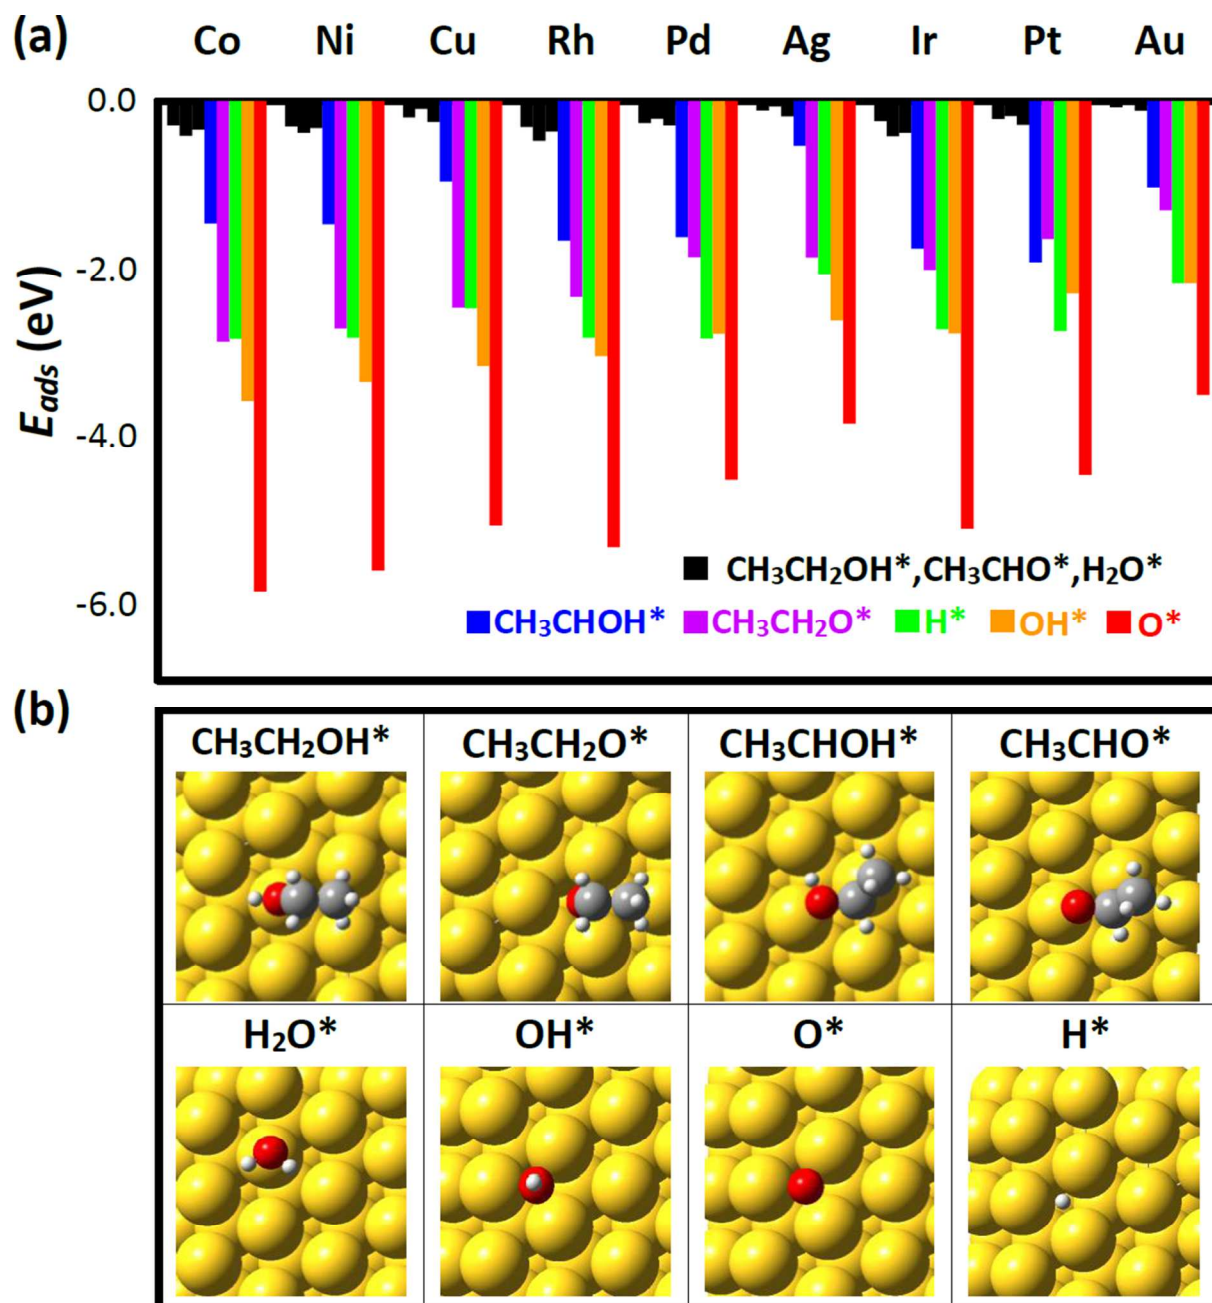 (a)
Co Ni Cu Rh Pd Ag Ir Pt Au
0.0
-2.0
-4.0
-6.0
E_ads (eV)
CH₃CH₂OH*,CH₃CHO*,H₂O*
CH₃CHOH* CH₃CH₂O* H* OH* O*
(b)
CH₃CH₂OH* CH₃CH₂O* CH₃CHOH* CH₃CHO*
H₂O* OH* O* H*